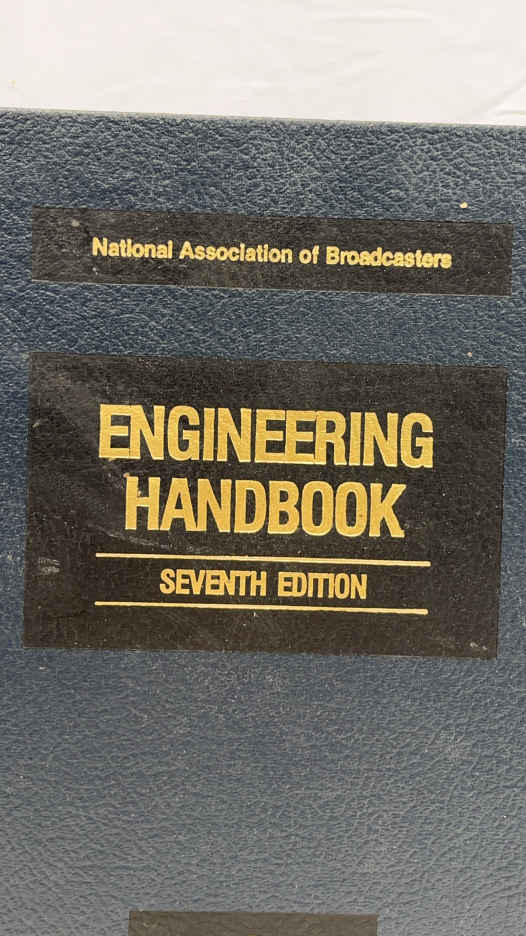 National Association of Broadcasters
ENGINEERING
HANDBOOK
SEVENTH EDITION